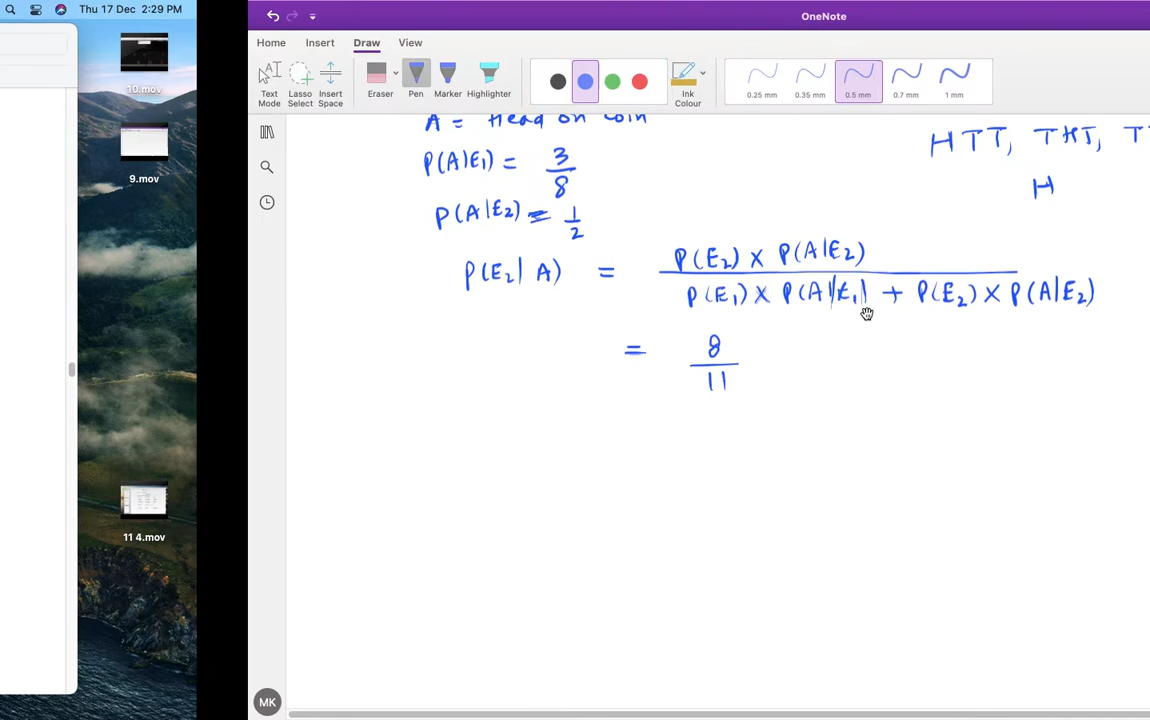 Thu 17 Dec 2:29 PM
OneNote
Home Insert Draw View
Text Mode
Lasso Select
Insert Space
Eraser
Pen
Marker
Highlighter
Ink Colour
0.25 mm
0.35 mm
0.5 mm
0.7 mm
1 mm
10.mov
9.mov
11 4.mov
A = Head on Coin
P(A|E₁) = 3/8
P(A|E₂) = 1/2
HTT, THT,
H
P(E₂|A) = P(E₂) × P(A|E₂) / P(E₁) × P(A|E₁) + P(E₂) × P(A|E₂)
= 8/11
MK